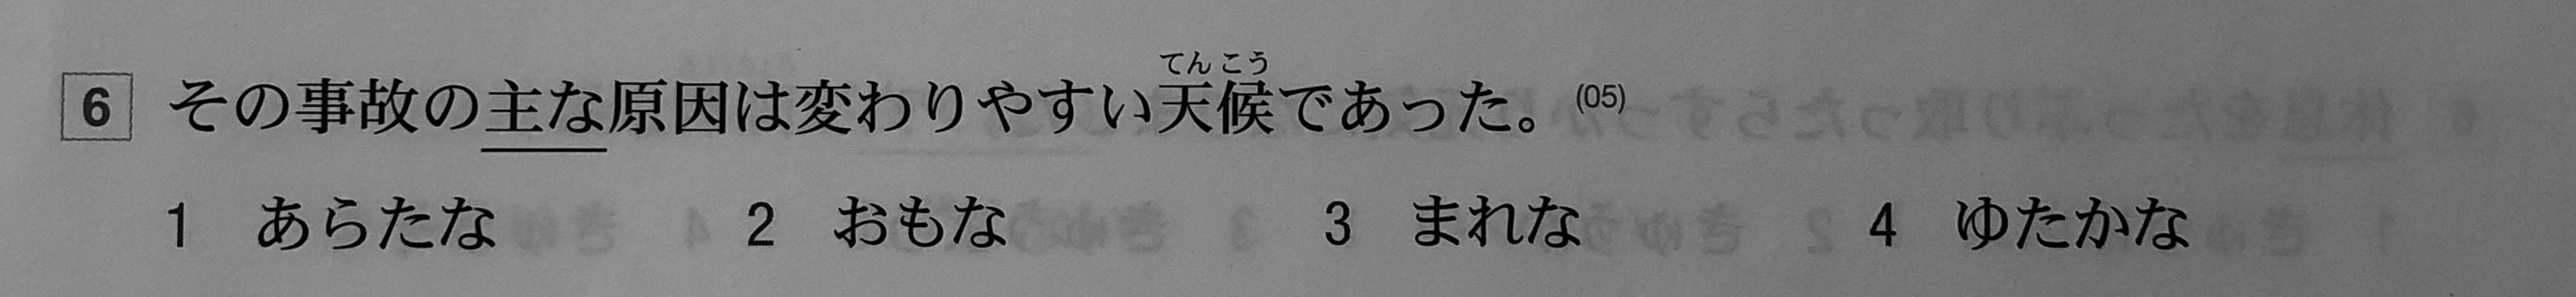 6 その事故の主な原因は変わりやすい天候であった。(05)
てんこう
1 あらたな 2 おもな 3 まれな 4 ゆたかな